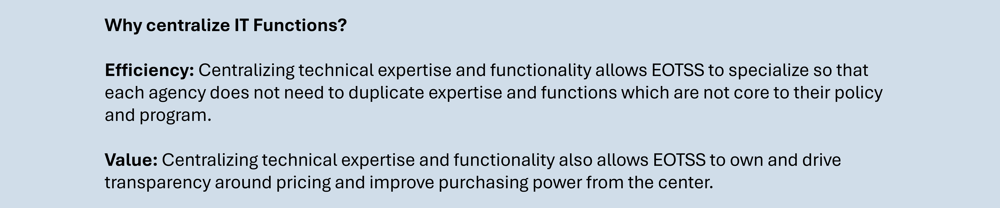 Why centralize IT Functions?
Efficiency: Centralizing technical expertise and functionality allows EOTSS to specialize so that
each agency does not need to duplicate expertise and functions which are not core to their policy
and program.
Value: Centralizing technical expertise and functionality also allows EOTSS to own and drive
transparency around pricing and improve purchasing power from the center.